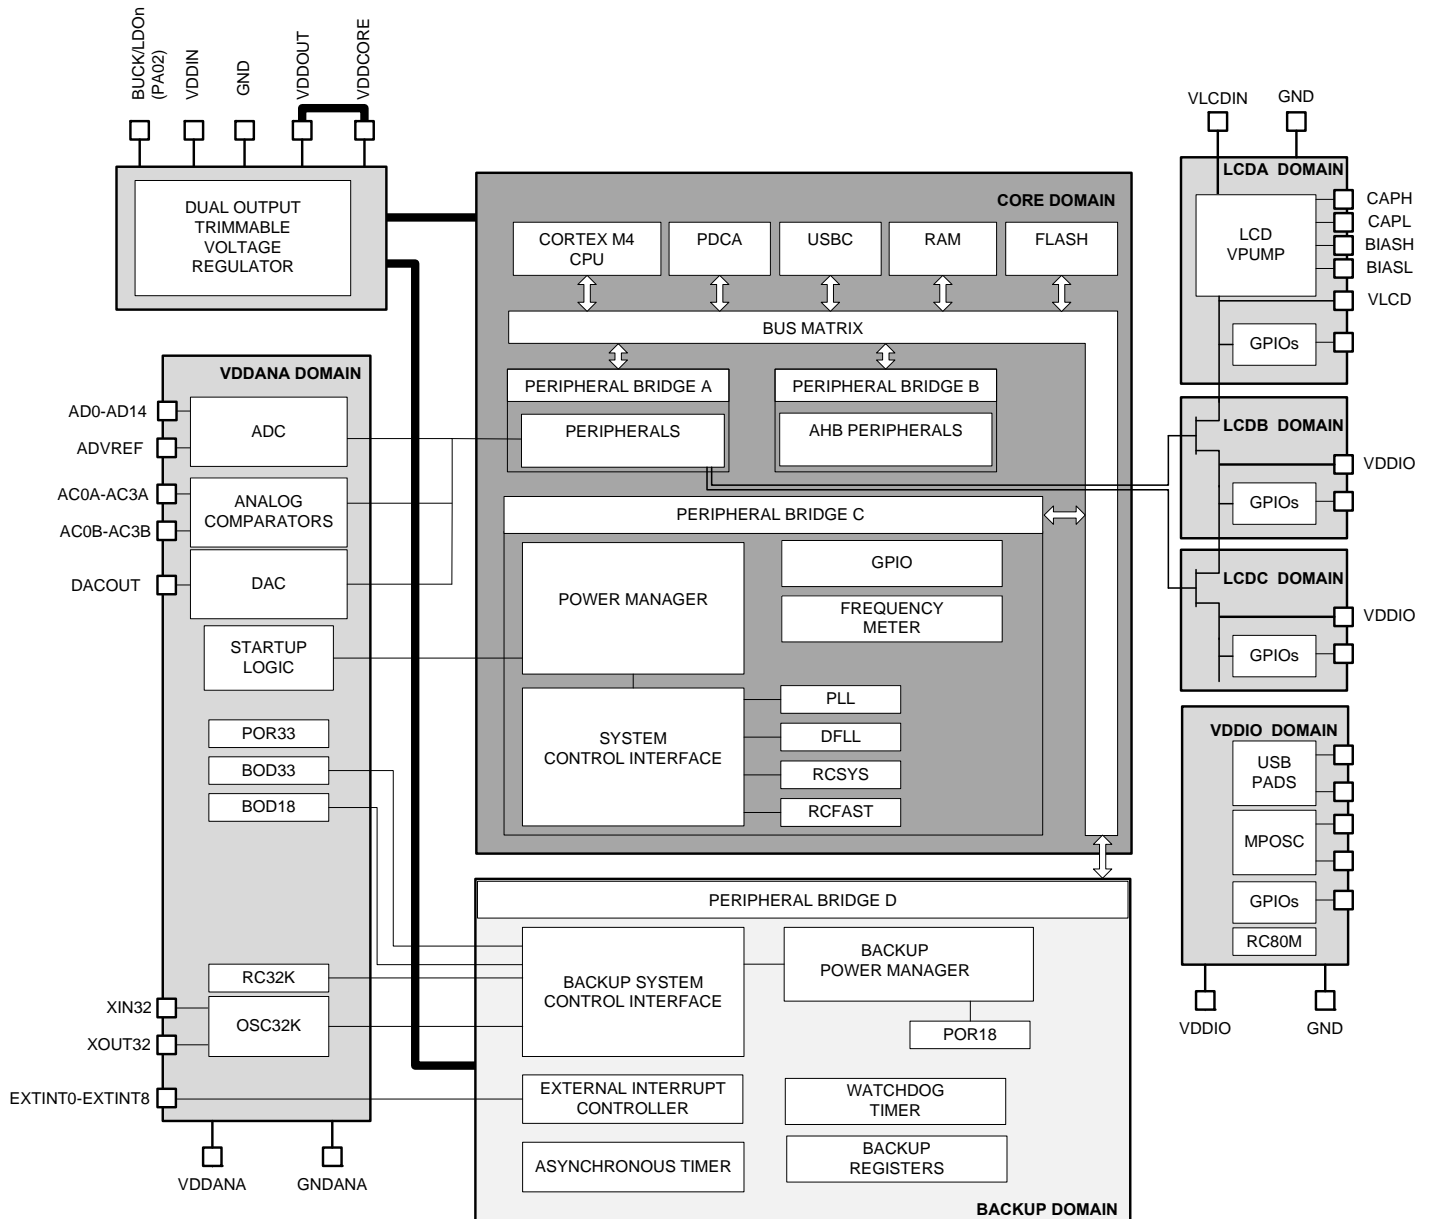 BUCK/LDOn
(PA02)
VDDIN
GND
VDDOUT
VDDCORE
DUAL OUTPUT
TRIMMABLE
VOLTAGE
REGULATOR
CORE DOMAIN
CORTEX M4
CPU
PDCA
USBC
RAM
FLASH
BUS MATRIX
PERIPHERAL BRIDGE A
PERIPHERALS
PERIPHERAL BRIDGE B
AHB PERIPHERALS
PERIPHERAL BRIDGE C
POWER MANAGER
GPIO
FREQUENCY
METER
SYSTEM
CONTROL INTERFACE
PLL
DFLL
RCSYS
RCFAST
VDDANA DOMAIN
AD0-AD14
ADVREF
ADC
AC0A-AC3A
AC0B-AC3B
ANALOG
COMPARATORS
DACOUT
DAC
STARTUP
LOGIC
POR33
BOD33
BOD18
RC32K
XIN32
XOUT32
OSC32K
EXTINT0-EXTINT8
VDDANA
GNDANA
PERIPHERAL BRIDGE D
BACKUP SYSTEM
CONTROL INTERFACE
BACKUP
POWER MANAGER
POR18
EXTERNAL INTERRUPT
CONTROLLER
WATCHDOG
TIMER
ASYNCHRONOUS TIMER
BACKUP
REGISTERS
BACKUP DOMAIN
VLCDIN
GND
LCDA DOMAIN
LCD
VPUMP
CAPH
CAPL
BIASH
BIASL
VLCD
GPIOs
LCDB DOMAIN
VDDIO
GPIOs
LCDC DOMAIN
VDDIO
GPIOs
VDDIO DOMAIN
USB
PADS
MPOSC
GPIOs
RC80M
VDDIO
GND